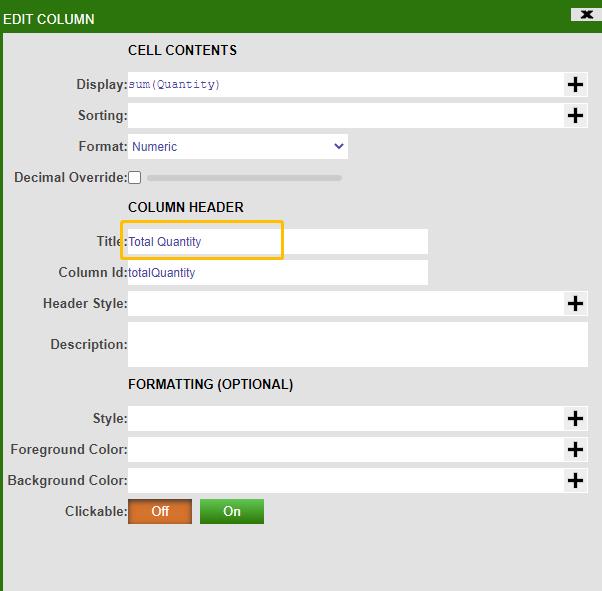 EDIT COLUMN
CELL CONTENTS
Display: sum(Quantity)
Sorting:
Format: Numeric
Decimal Override:
COLUMN HEADER
Title: Total Quantity
Column Id: totalQuantity
Header Style:
Description:
FORMATTING (OPTIONAL)
Style:
Foreground Color:
Background Color:
Clickable: Off On